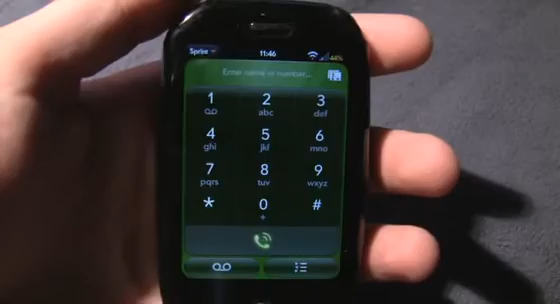 Sprint 11:46 44%
Enter name or number...
1 2 3
abc def
4 5 6
ghi jkl mno
7 8 9
pqrs tuv wxyz
* 0 #
+